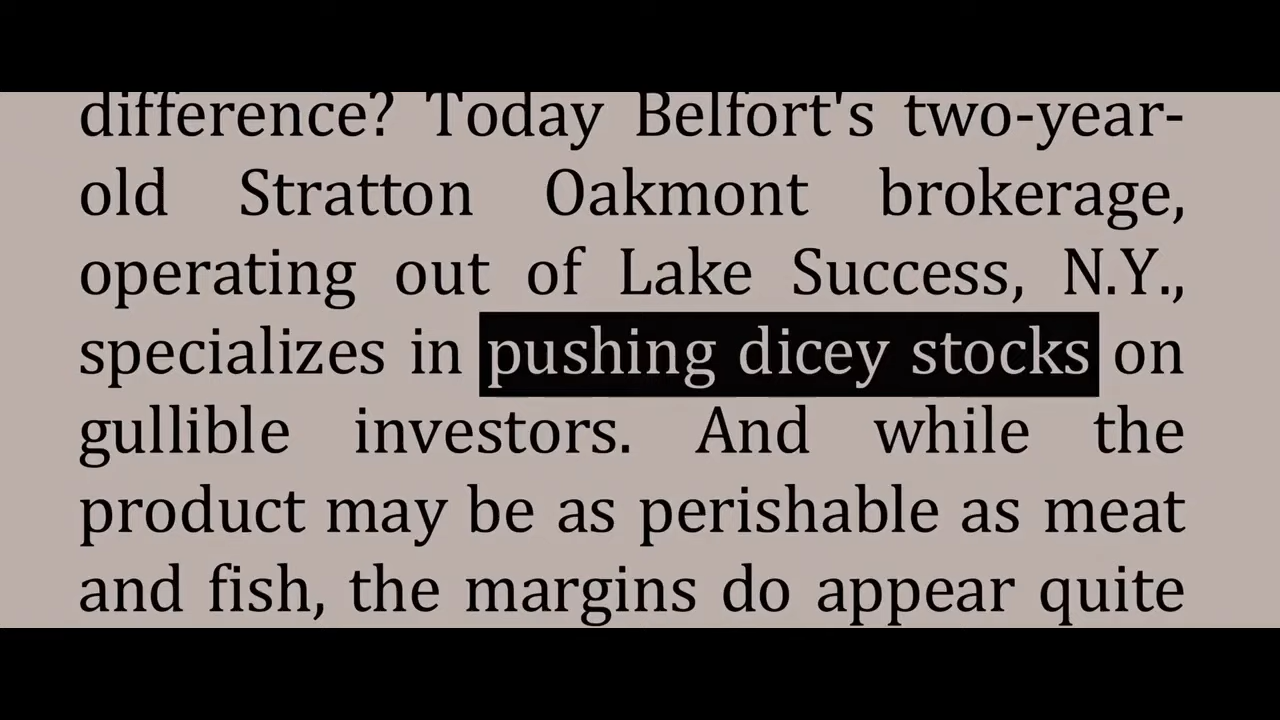 difference? Today Belfort's two-year-
old Stratton Oakmont brokerage,
operating out of Lake Success, N.Y.,
specializes in pushing dicey stocks on
gullible investors. And while the
product may be as perishable as meat
and fish, the margins do appear quite